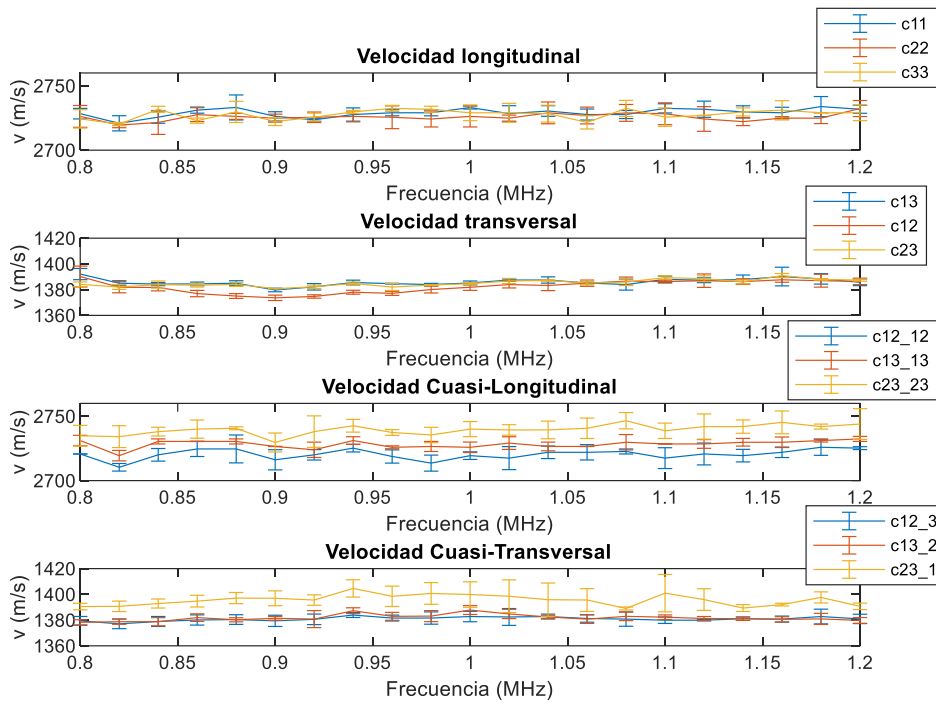 c11
c22
c33
Velocidad longitudinal
v (m/s)
2750
2700
0.8 0.85 0.9 0.95 1 1.05 1.1 1.15 1.2
Frecuencia (MHz)
c13
c12
c23
Velocidad transversal
v (m/s)
1420
1400
1380
1360
0.8 0.85 0.9 0.95 1 1.05 1.1 1.15 1.2
Frecuencia (MHz)
c12_12
c13_13
c23_23
Velocidad Cuasi-Longitudinal
v (m/s)
2750
2700
0.8 0.85 0.9 0.95 1 1.05 1.1 1.15 1.2
Frecuencia (MHz)
c12_3
c13_2
c23_1
Velocidad Cuasi-Transversal
v (m/s)
1420
1400
1380
1360
0.8 0.85 0.9 0.95 1 1.05 1.1 1.15 1.2
Frecuencia (MHz)